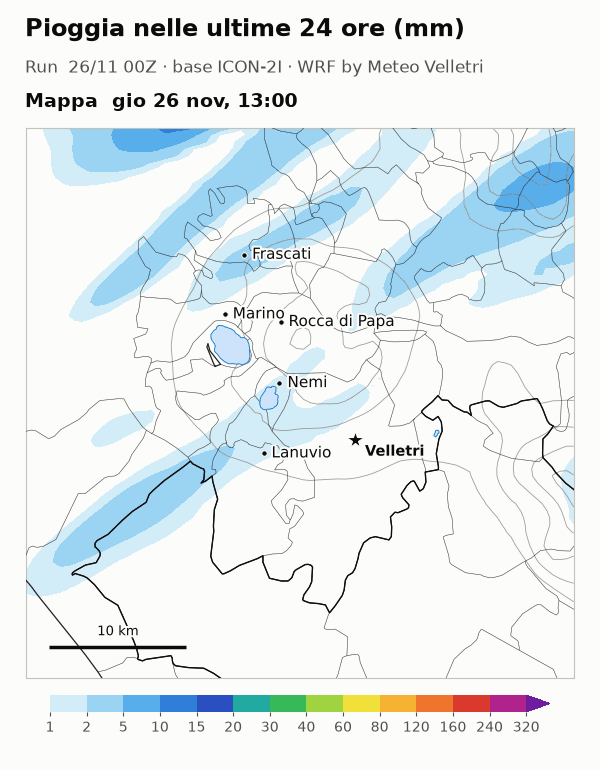 Pioggia nelle ultime 24 ore (mm)
Run  26/11 00Z · base ICON-2I · WRF by Meteo Velletri
Mappa  gio 26 nov, 13:00
Frascati
Marino
Rocca di Papa
Nemi
Velletri
Lanuvio
10 km
1 2 5 10 15 20 30 40 60 80 120 160 240 320